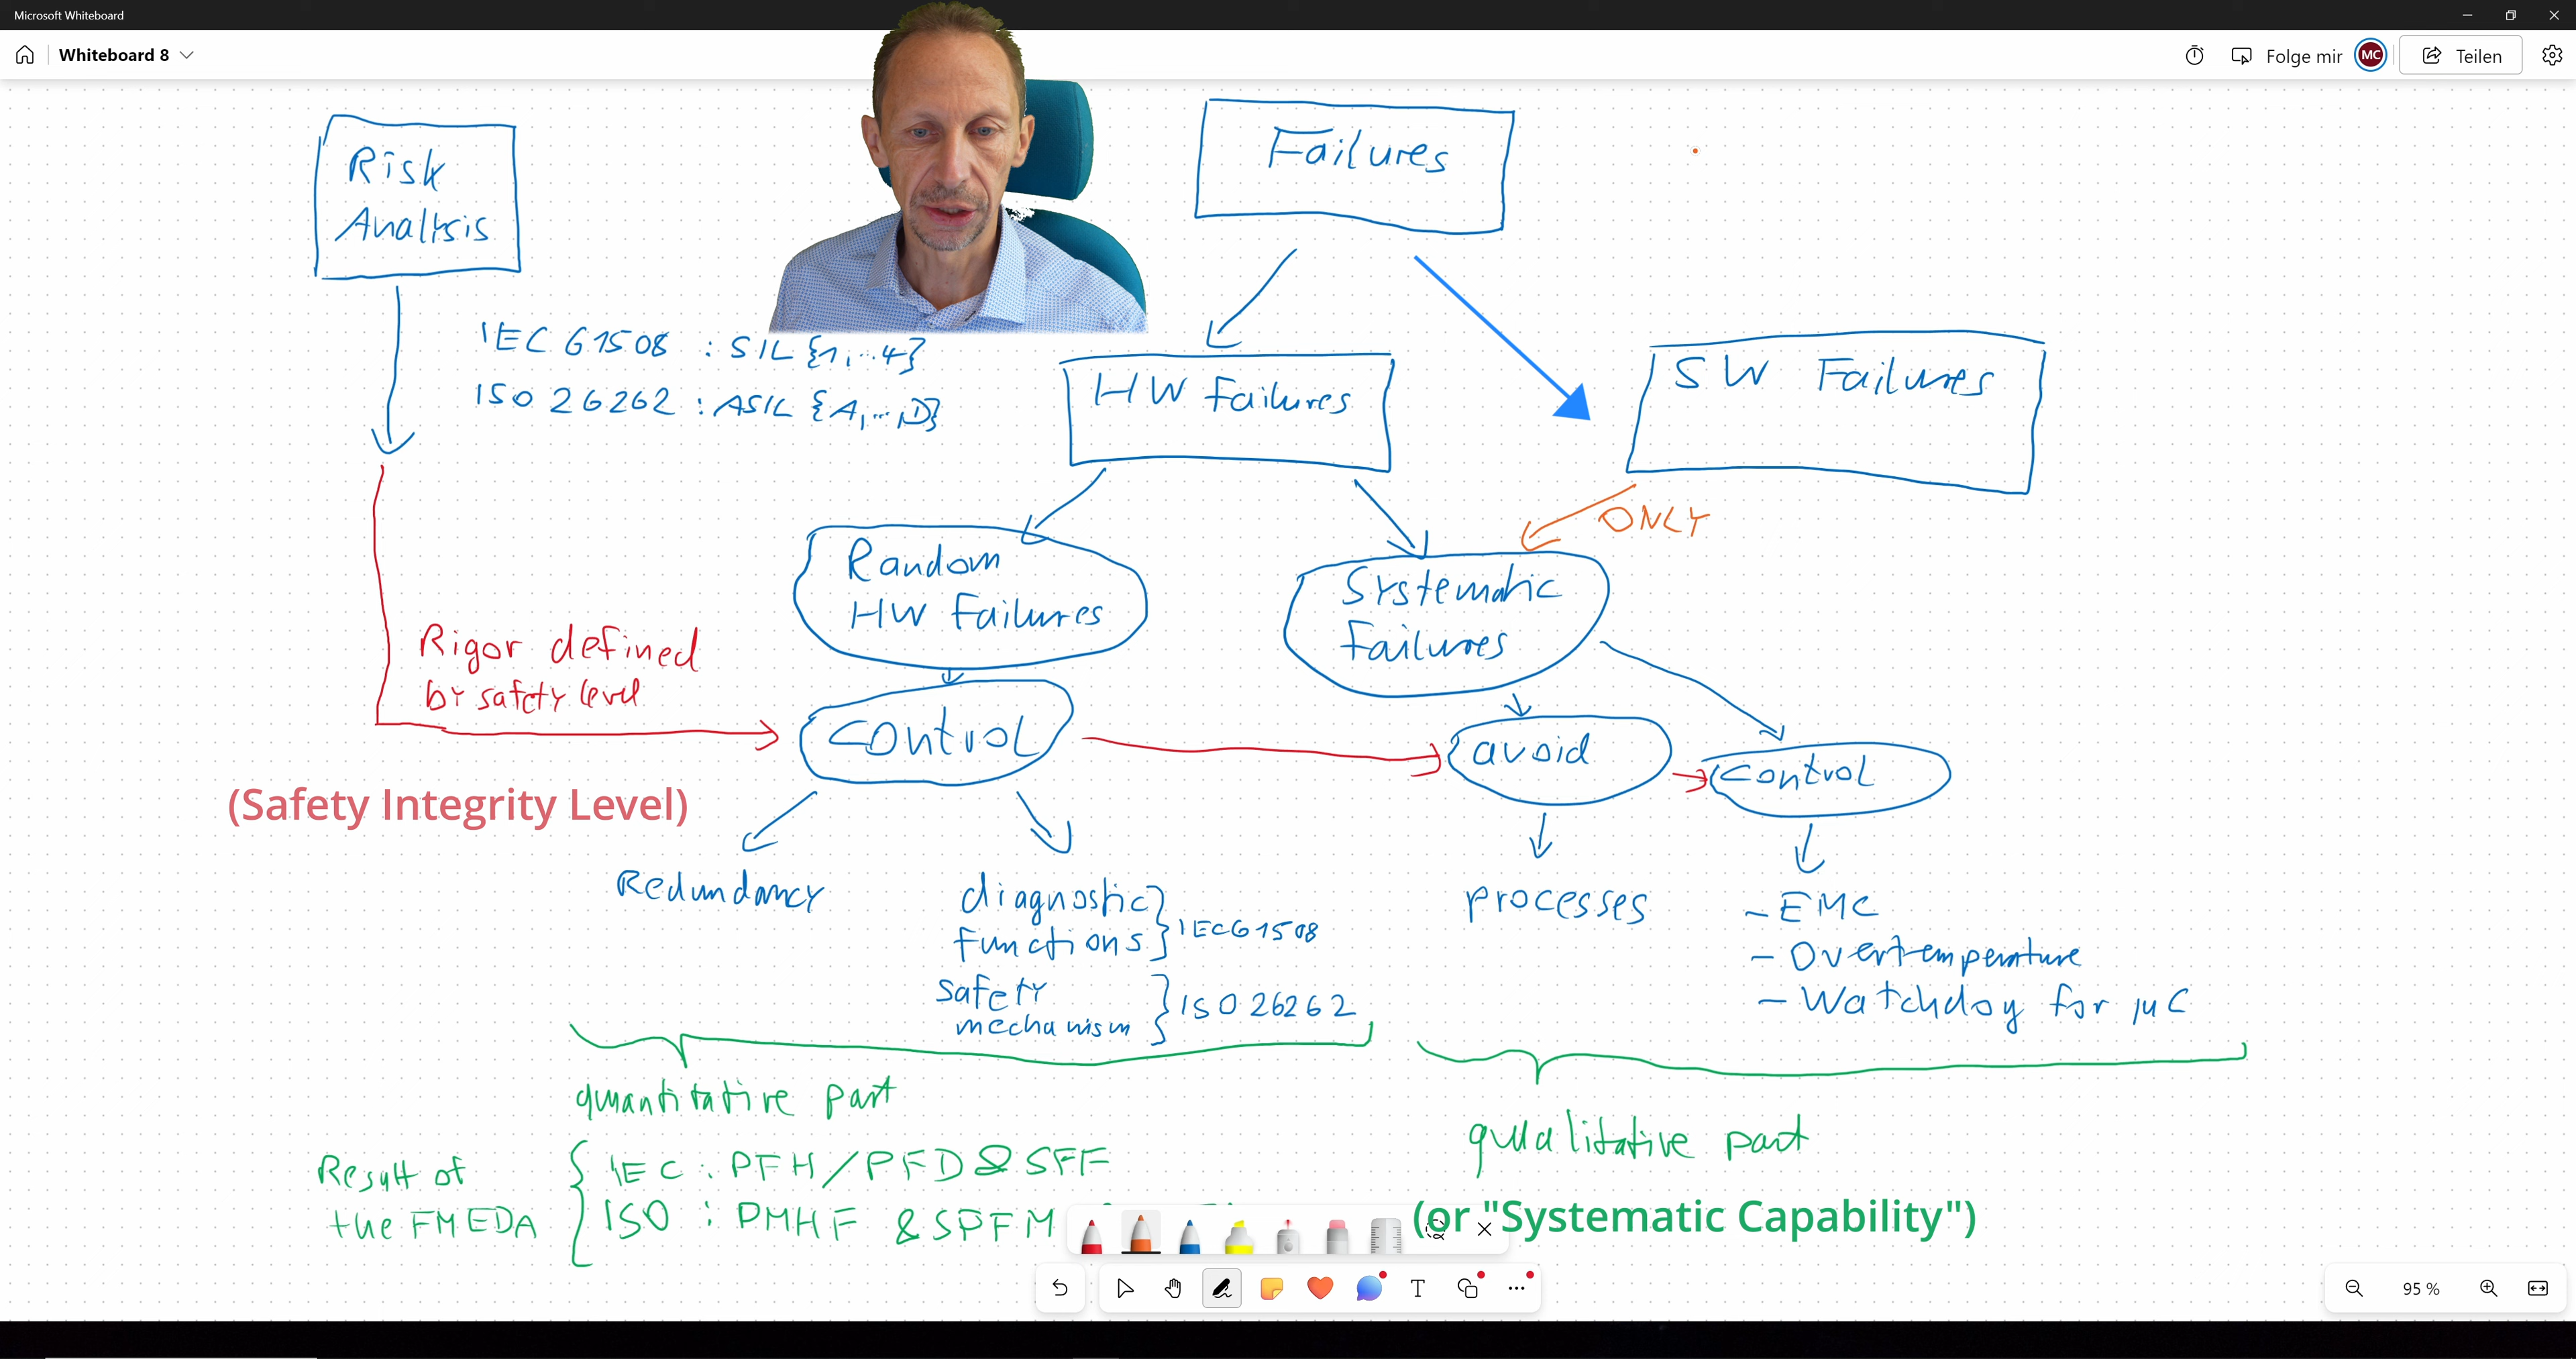 Microsoft Whiteboard
Whiteboard 8
Folge mir
MC
Teilen
Risk
Analysis
Failures
IEC 61508 : SIL {1,...4}
ISO 26262 : ASIL {A,...,D}
HW Failures
SW Failures
ONLY
Random
HW Failures
Systematic
Failures
Rigor defined
by safety level
(Safety Integrity Level)
Control
avoid
Control
Redundancy
diagnostic
functions
IEC61508
safety
mechanism
ISO 26262
processes
- EMC
- Overtemperature
- Watchdog for µC
quantitative part
qualitative part
(or "Systematic Capability")
Result of
the FMEDA
IEC : PFH/PFD & SFF
ISO : PMHF & SPFM
95 %